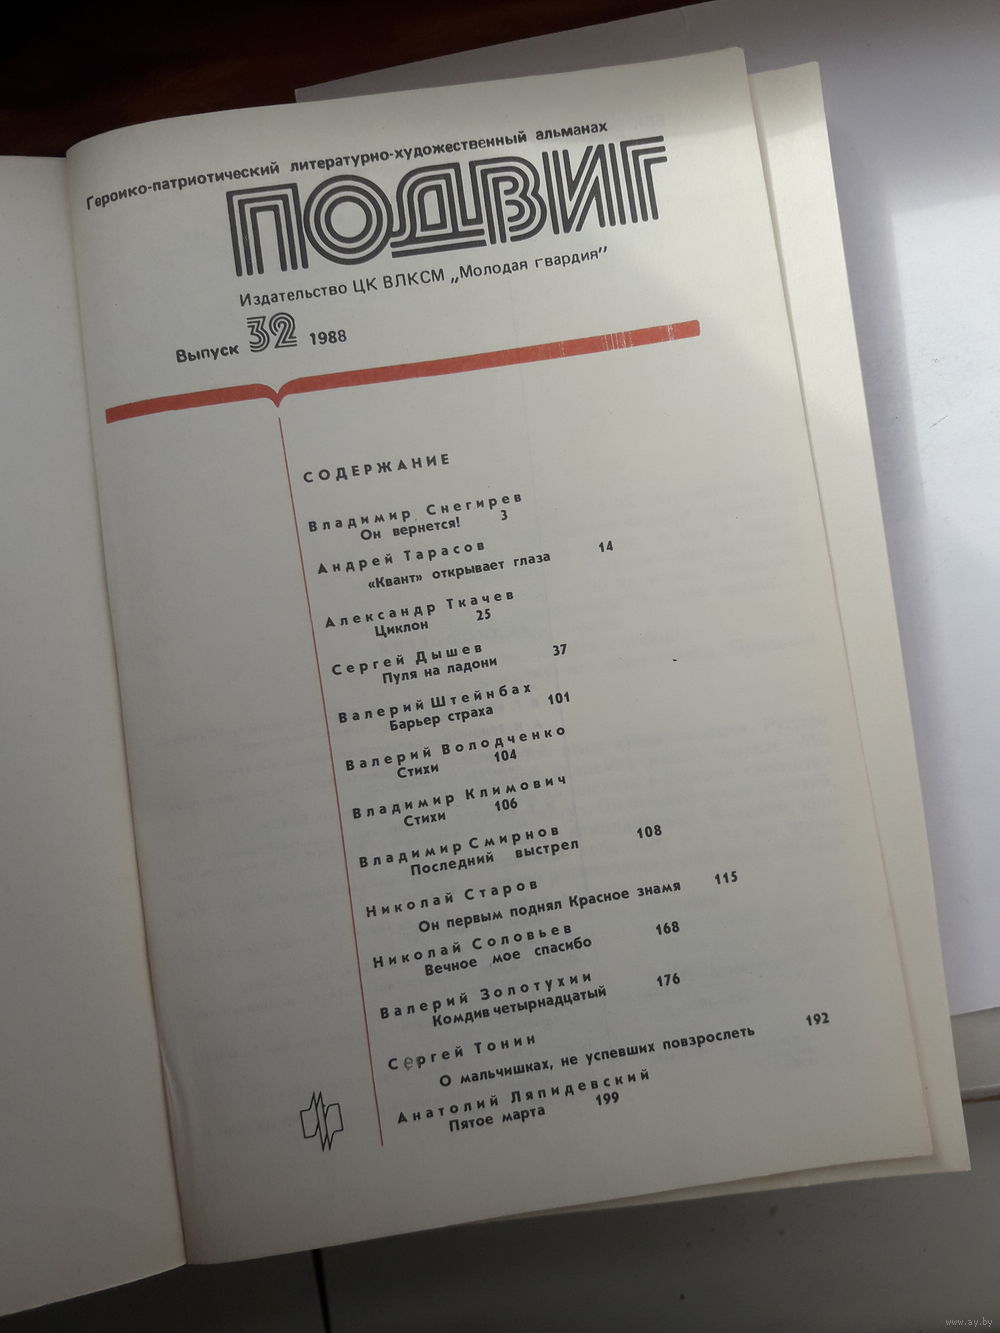 Героико-патриотический литературно-художественный альманах
ПОДВИГ
Издательство ЦК ВЛКСМ „Молодая гвардия”
Выпуск 32 1988
СОДЕРЖАНИЕ
Владимир Снегирев
Он вернется! 3
Андрей Тарасов
«Квант» открывает глаза 14
Александр Ткачев
Циклон 25
Сергей Дышев
Пуля на ладони 37
Валерий Штейнбах
Барьер страха 101
Валерий Володченко
Стихи 104
Владимир Климович
Стихи 106
Владимир Смирнов
Последний выстрел 108
Николай Старов
Он первым поднял Красное знамя 115
Николай Соловьев
Вечное мое спасибо 168
Валерий Золотухин
Комдив четырнадцатый 176
Сергей Тонин
О мальчишках, не успевших повзрослеть 192
Анатолий Ляпидевский
Пятое марта 199
www.ay.by